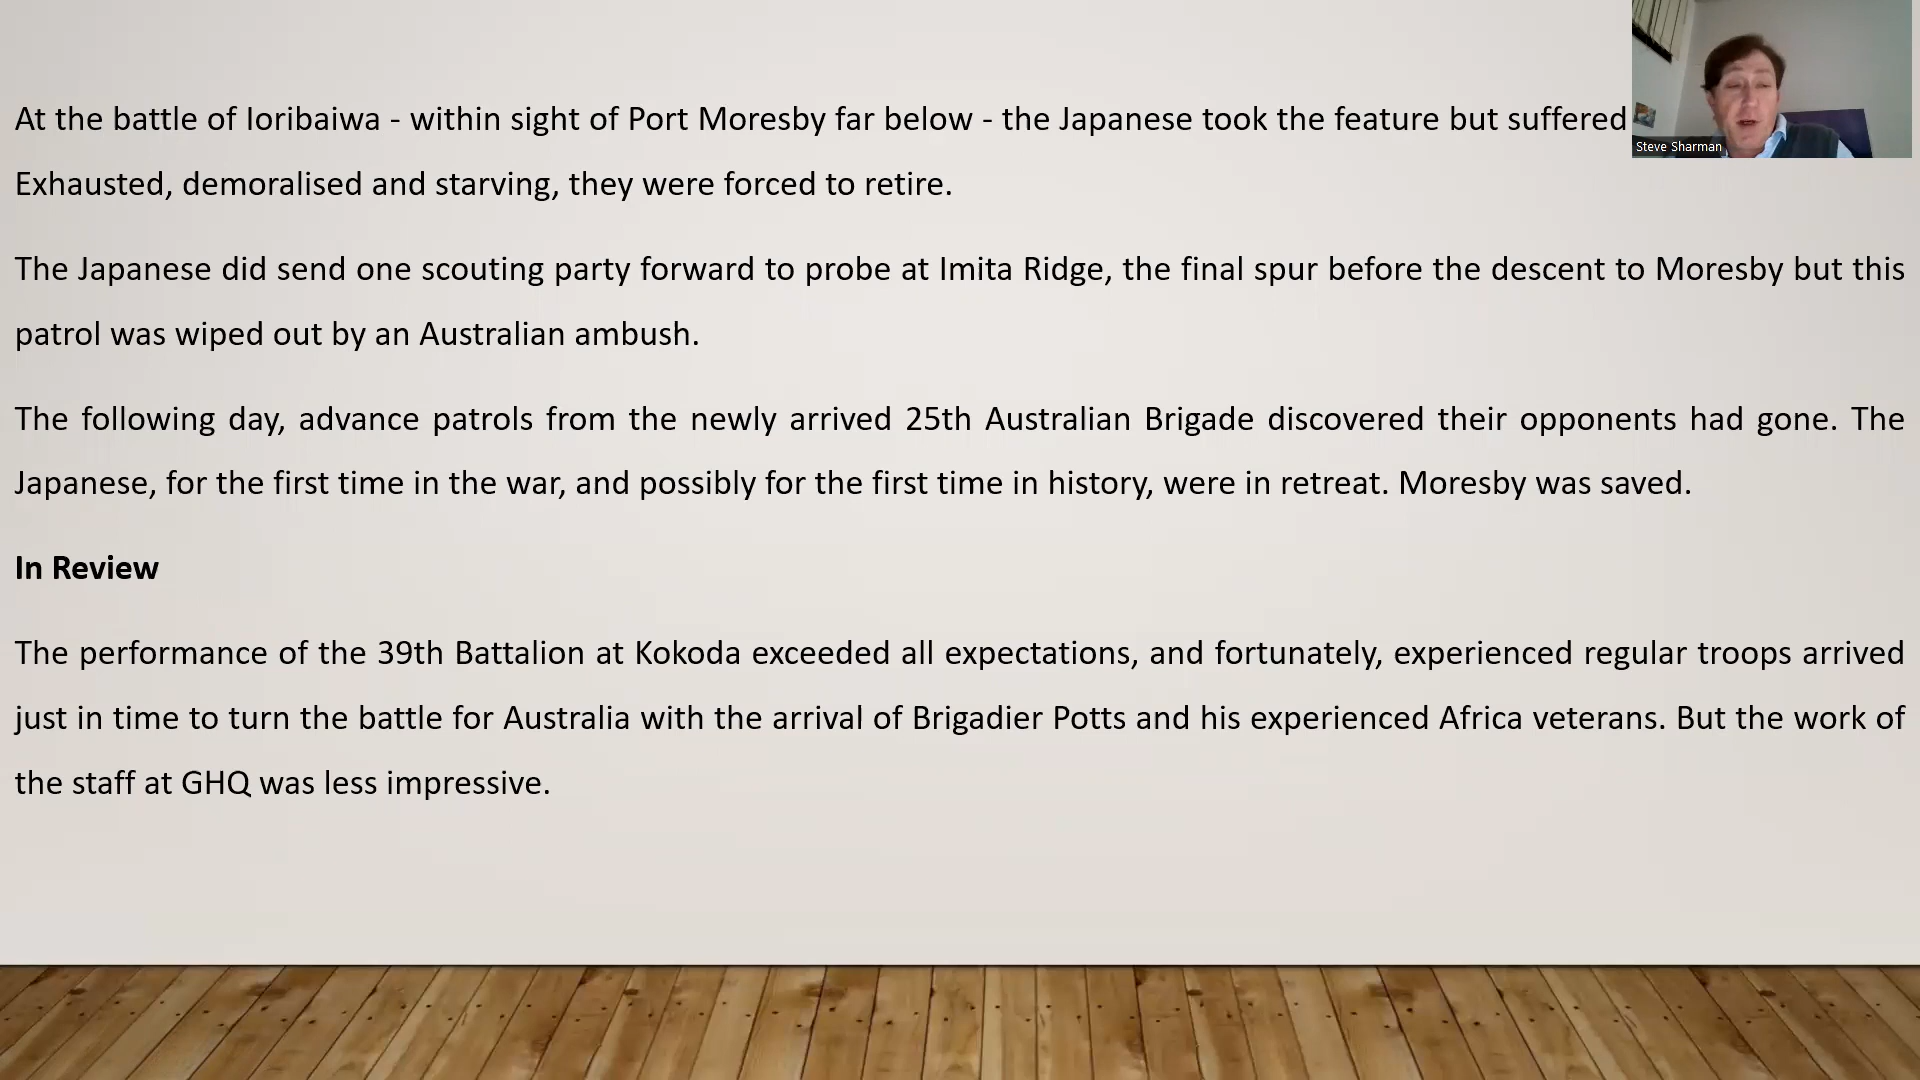 At the battle of Ioribaiwa - within sight of Port Moresby far below - the Japanese took the feature but suffered
Steve Sharman
Exhausted, demoralised and starving, they were forced to retire.
The Japanese did send one scouting party forward to probe at Imita Ridge, the final spur before the descent to Moresby but this
patrol was wiped out by an Australian ambush.
The following day, advance patrols from the newly arrived 25th Australian Brigade discovered their opponents had gone. The
Japanese, for the first time in the war, and possibly for the first time in history, were in retreat. Moresby was saved.
In Review
The performance of the 39th Battalion at Kokoda exceeded all expectations, and fortunately, experienced regular troops arrived
just in time to turn the battle for Australia with the arrival of Brigadier Potts and his experienced Africa veterans. But the work of
the staff at GHQ was less impressive.